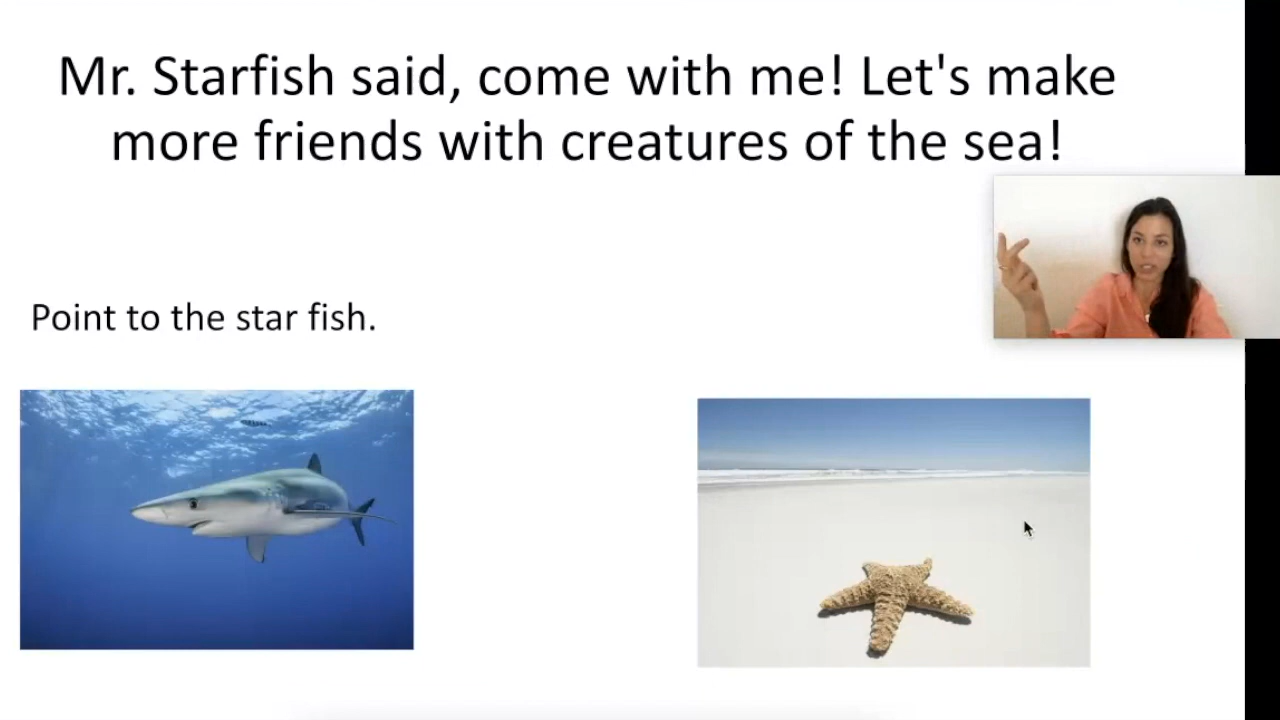 Mr. Starfish said, come with me! Let's make
more friends with creatures of the sea!
Point to the star fish.